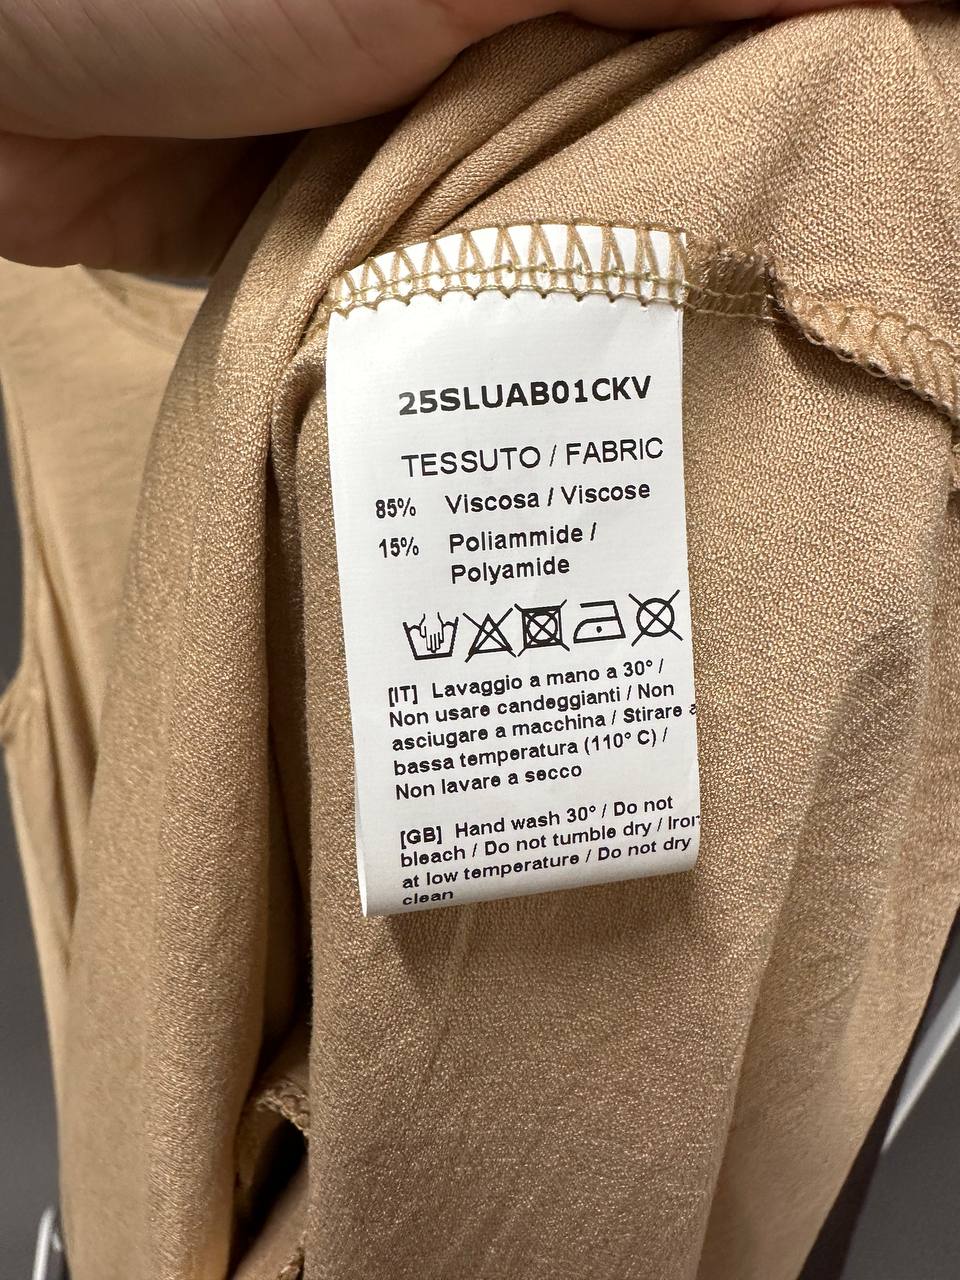 25SLUAB01CKV
TESSUTO / FABRIC
85% Viscosa / Viscose
15% Poliammide /
Polyamide
[IT] Lavaggio a mano a 30° /
Non usare candeggianti / Non
asciugare a macchina / Stirare a
bassa temperatura (110° C) /
Non lavare a secco
[GB] Hand wash 30° / Do not
bleach / Do not tumble dry / Iron
at low temperature / Do not dry
clean